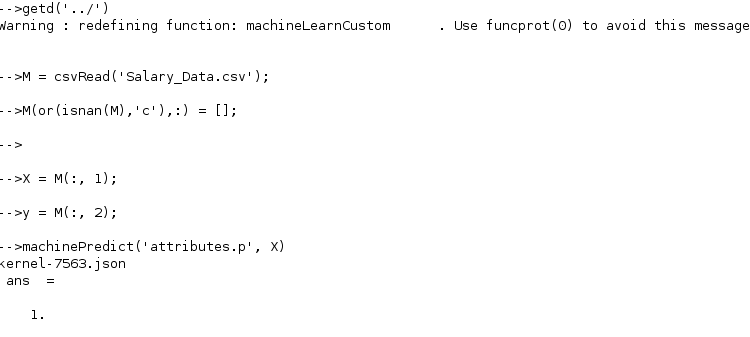 -->getd('../')
Warning : redefining function: machineLearnCustom      . Use funcprot(0) to avoid this message
-->M = csvRead('Salary_Data.csv');
-->M(or(isnan(M),'c'),:) = [];
-->
-->X = M(:, 1);
-->y = M(:, 2);
-->machinePredict('attributes.p', X)
kernel-7563.json
ans  =
1.